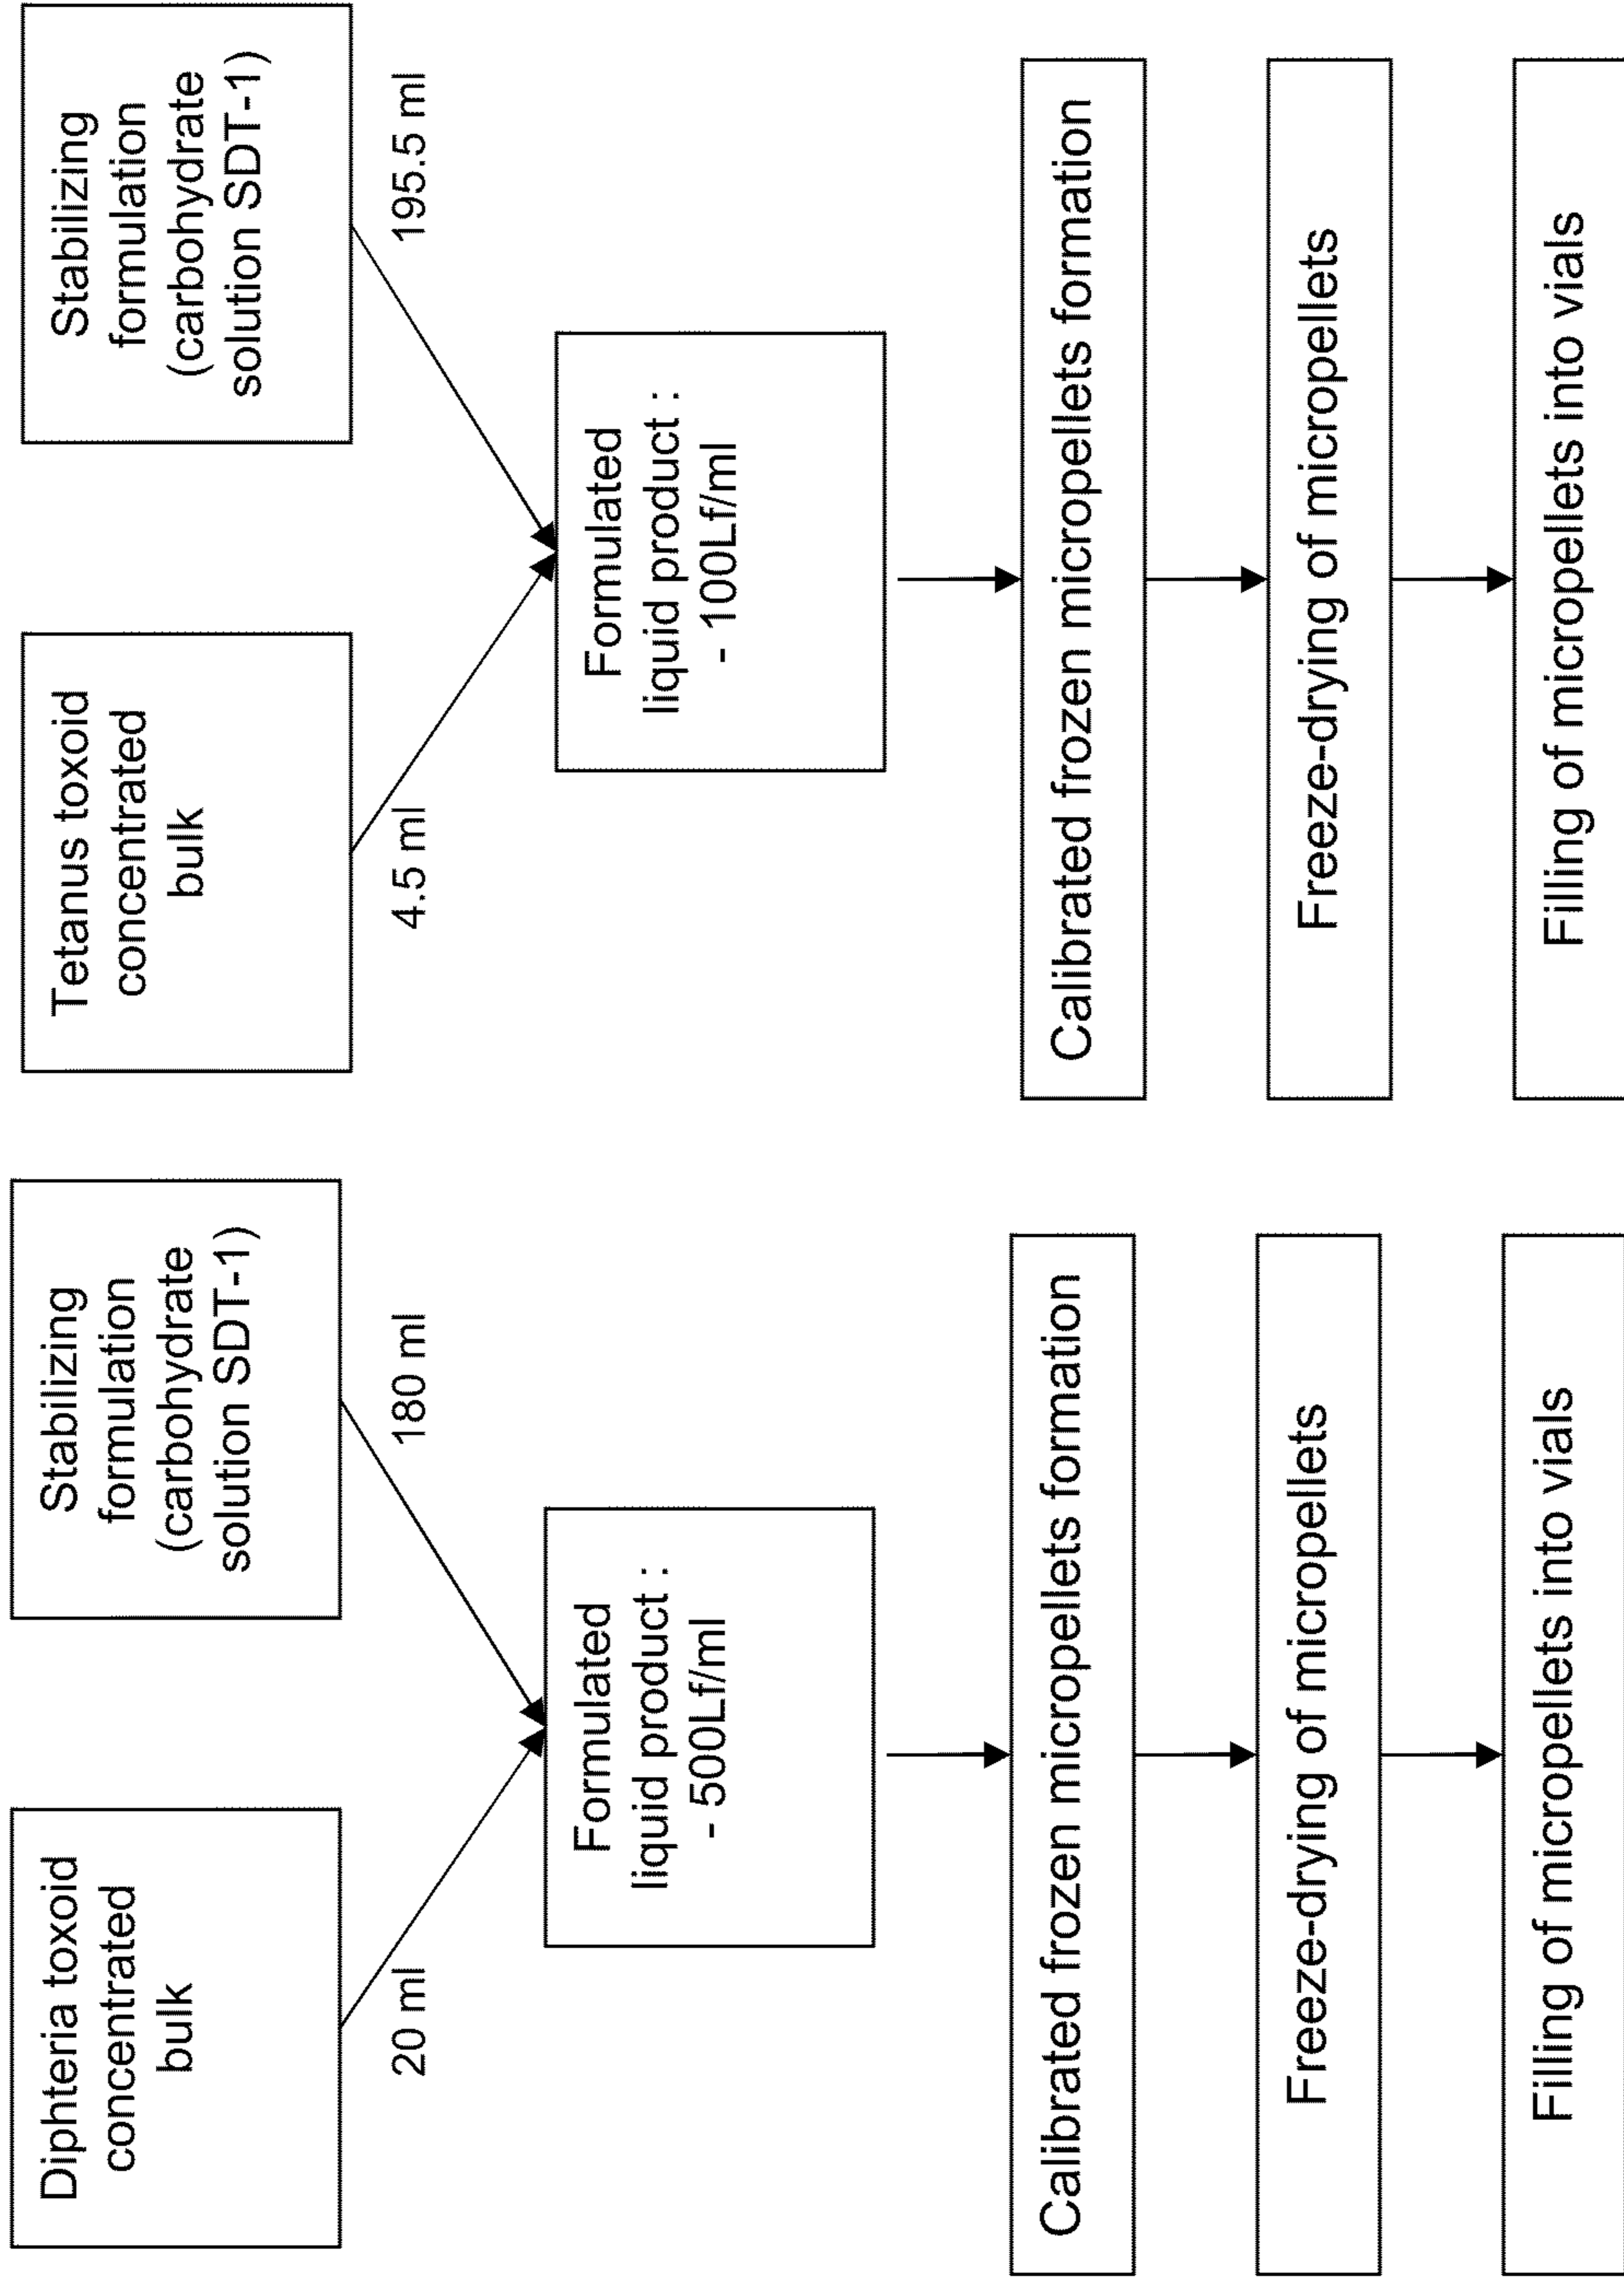 Diphteria toxoid
concentrated
bulk
Stabilizing
formulation
(carbohydrate
solution SDT-1)
20 ml
180 ml
Formulated
liquid product :
- 500Lf/ml
Calibrated frozen micropellets formation
Freeze-drying of micropellets
Filling of micropellets into vials
Tetanus toxoid
concentrated
bulk
Stabilizing
formulation
(carbohydrate
solution SDT-1)
4.5 ml
195.5 ml
Formulated
liquid product :
- 100Lf/ml
Calibrated frozen micropellets formation
Freeze-drying of micropellets
Filling of micropellets into vials